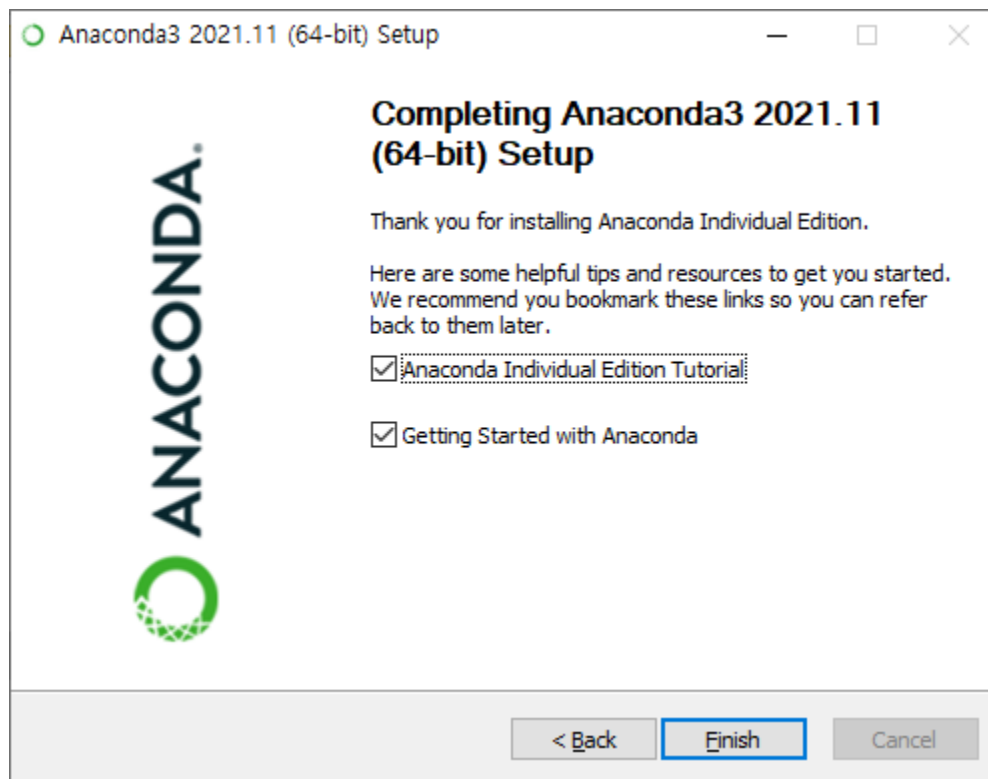 Anaconda3 2021.11 (64-bit) Setup
Completing Anaconda3 2021.11
(64-bit) Setup
Thank you for installing Anaconda Individual Edition.
Here are some helpful tips and resources to get you started.
We recommend you bookmark these links so you can refer
back to them later.
Anaconda Individual Edition Tutorial
Getting Started with Anaconda
ANACONDA.
< Back
Finish
Cancel